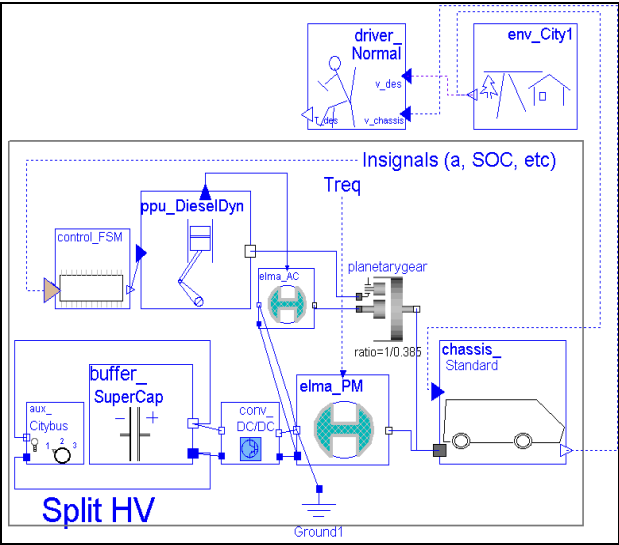 driver_
Normal
v_des
T_des
v_chassis
env_City1
Insignals (a, SOC, etc)
Treq
ppu_DieselDyn
control_FSM
elma_AC
planetarygear
ratio=1/0.385
chassis_
Standard
buffer_
SuperCap
aux_
Citybus
1 2 3
conv_
DC/DC
elma_PM
Split HV
Ground1